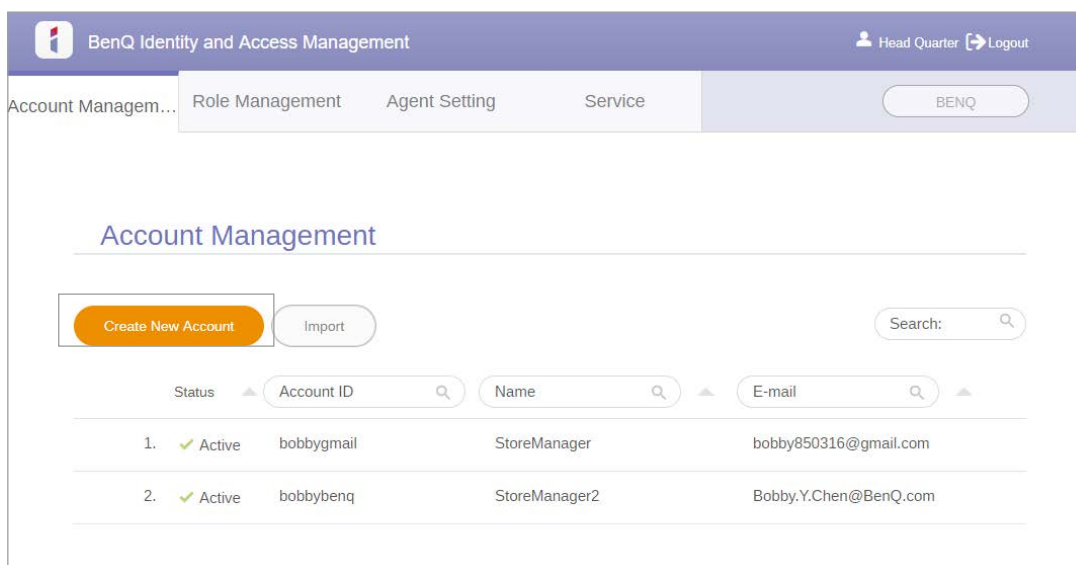 BenQ Identity and Access Management Head Quarter Logout
Account Managem... Role Management Agent Setting Service BENQ
Account Management
Create New Account Import Search:
Status Account ID Name E-mail
1. Active bobbygmail StoreManager bobby850316@gmail.com
2. Active bobbybenq StoreManager2 Bobby.Y.Chen@BenQ.com